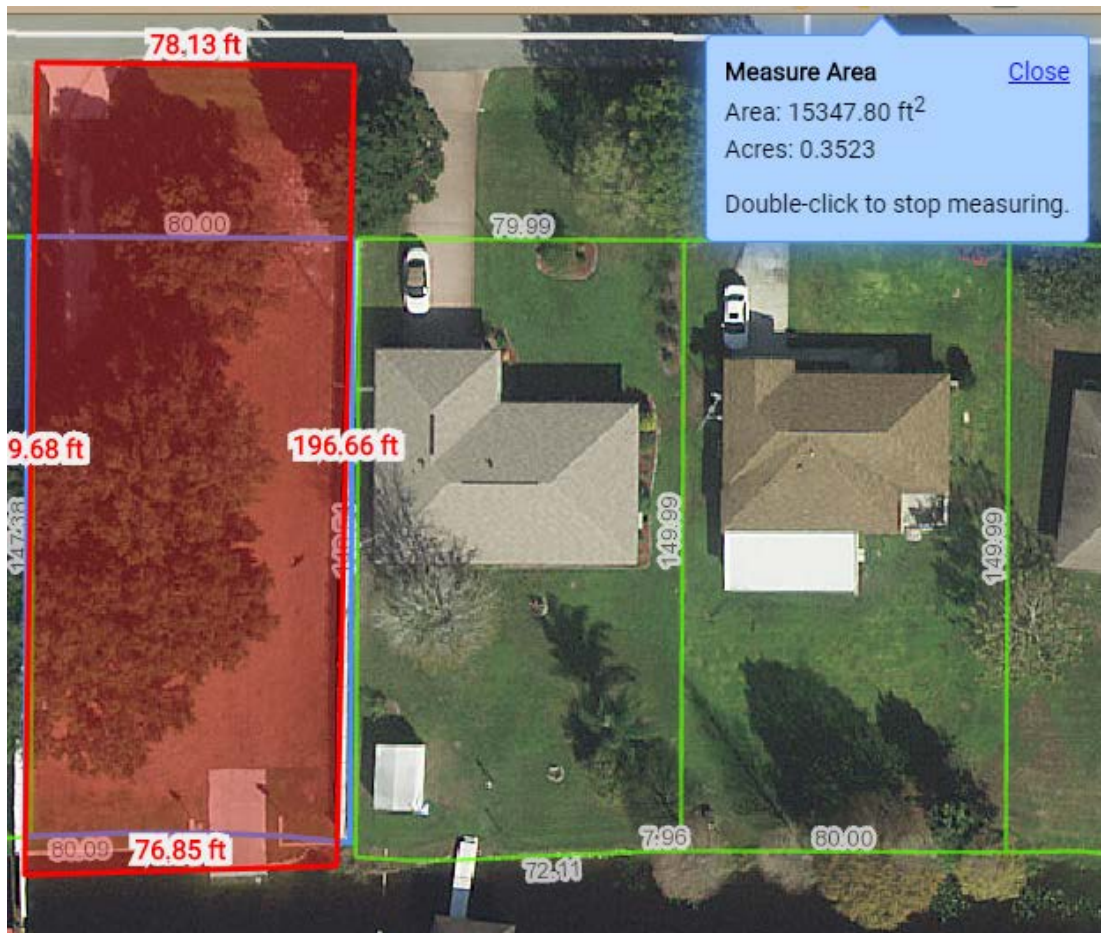 78.13 ft
Measure Area
Close
Area: 15347.80 ft2
Acres: 0.3523
Double-click to stop measuring.
80.00
79.99
9.68 ft
196.66 ft
147.38
149.99
149.99
80.09
76.85 ft
7.96
80.00
72.11